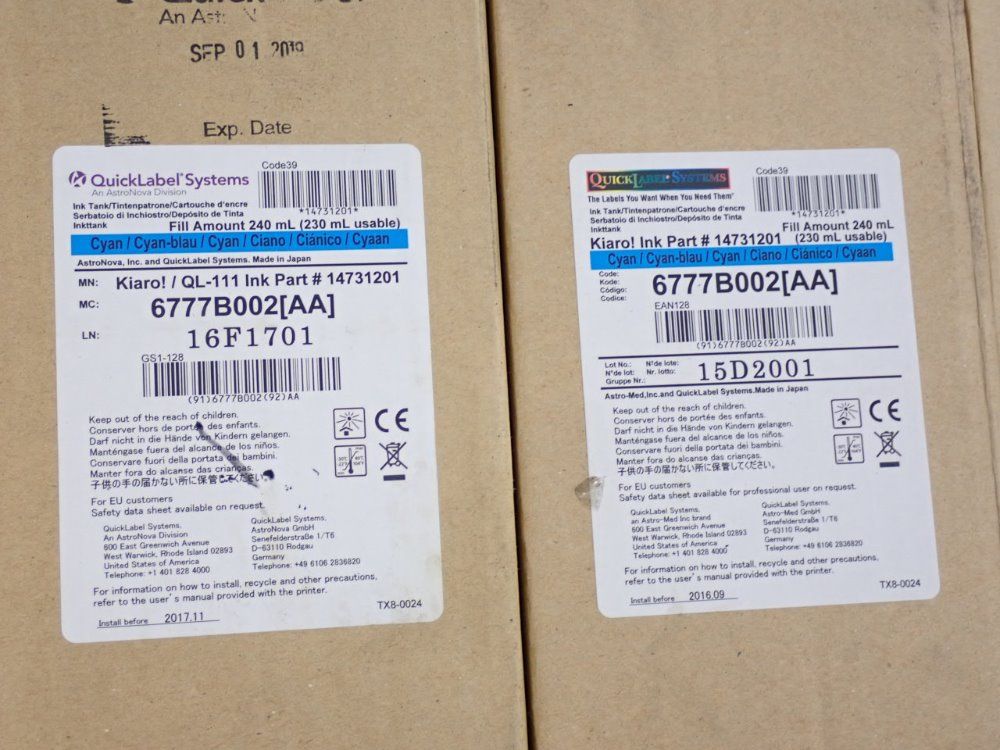 An
SEP 01 2019
Exp. Date
QuickLabel Systems
An AstroNova Division
Code39
*14731201*
Ink Tank/Tintenpatrone/Cartouche d'encre
Serbatoio di Inchiostro/Depósito de Tinta
Inkttank
Fill Amount 240 mL (230 mL usable)
Cyan / Cyan-blau / Cyan / Ciano / Ciánico / Cyaan
AstroNova, Inc. and QuickLabel Systems. Made in Japan
MN: Kiaro! / QL-111 Ink Part # 14731201
MC: 6777B002[AA]
LN: 16F1701
GS1-128
(91)6777B002(92)AA
Keep out of the reach of children.
Conserver hors de portée des enfants.
Darf nicht in die Hände von Kindern gelangen.
Manténgase fuera del alcance de los niños.
Conservare fuori della portata dei bambini.
Manter fora do alcanse das crianças.
子供の手の届かない所に保管してください。
For EU customers
Safety data sheet available on request.
QuickLabel Systems,
An AstroNova Division
600 East Greenwich Avenue
West Warwick, Rhode Island 02893
United States of America
Telephone: +1 401 828 4000
QuickLabel Systems,
AstroNova GmbH
Senefelderstraße 1/T6
D-63110 Rodgau
Germany
Telephone: +49 6106 2836820
For information on how to install, recycle and other precautions,
refer to the user's manual provided with the printer.
TX8-0024
Install before 2017.11
QUICKLABEL SYSTEMS
The Labels You Want When You Need Them
Code39
*14731201*
Ink Tank/Tintenpatrone/Cartouche d'encre
Serbatoio di Inchiostro/Depósito de Tinta
Inkttank
Fill Amount 240 mL
Kiaro! Ink Part # 14731201 (230 mL usable)
Cyan / Cyan-blau / Cyan / Ciano / Ciánico / Cyaan
Code:
Kode:
Código:
Codice:
6777B002[AA]
EAN128
(91)6777B002(92)AA
Lot No.: N°de lote:
N°de lot: Nr. lotto:
Gruppe Nr.:
15D2001
Astro-Med,Inc.and QuickLabel Systems.Made in Japan
Keep out of the reach of children.
Conserver hors de portée des enfants.
Darf nicht in die Hände von Kindern gelangen.
Manténgase fuera del alcance de los niños.
Conservare fuori della portata dei bambini.
Manter fora do alcanse das crianças.
子供の手の届かない所に保管してください。
For EU customers
Safety data sheet available for professional user on request.
QuickLabel Systems,
an Astro-Med Inc brand
600 East Greenwich Avenue
West Warwick, Rhode Island 02893
United States of America
Telephone: +1 401 828 4000
QuickLabel Systems,
Astro-Med GmbH
Senefelderstraße 1/T6
D-63110 Rodgau
Germany
Telephone: +49 6106 2836820
For information on how to install, recycle and other precautions,
refer to the user's manual provided with the printer.
TX8-0024
Install before 2016.09